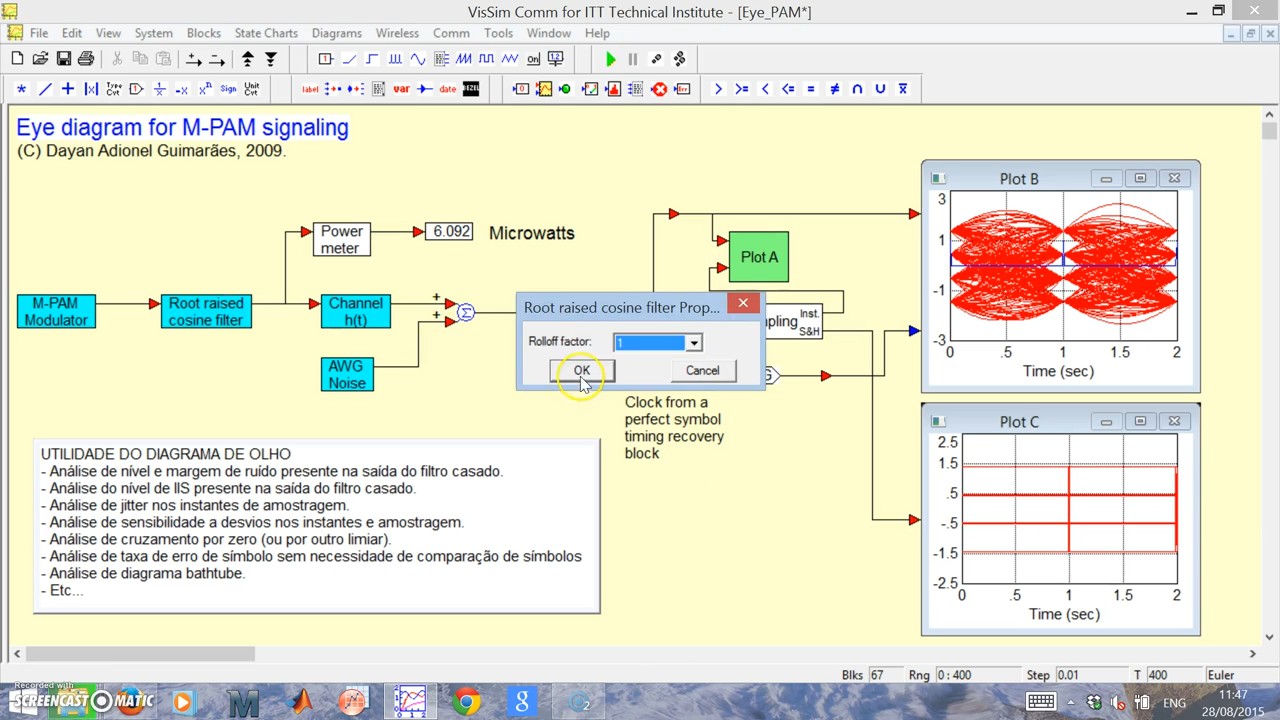 VisSim Comm for ITT Technical Institute - [Eye_PAM*]
File Edit View System Blocks State Charts Diagrams Wireless Comm Tools Window Help
Eye diagram for M-PAM signaling
(C) Dayan Adionel Guimarães, 2009.
Power
meter
6.092
Microwatts
M-PAM
Modulator
Root raised
cosine filter
Channel
h(t)
+
+
Σ
AWG
Noise
Root raised cosine filter Prop...
Rolloff factor:
1
OK
Cancel
Plot A
pling
Inst.
S&H
Clock from a
perfect symbol
timing recovery
block
UTILIDADE DO DIAGRAMA DE OLHO
- Análise de nível e margem de ruído presente na saída do filtro casado.
- Análise do nível de IIS presente na saída do filtro casado.
- Análise de jitter nos instantes de amostragem.
- Análise de sensibilidade a desvios nos instantes e amostragem.
- Análise de cruzamento por zero (ou por outro limiar).
- Análise de taxa de erro de símbolo sem necessidade de comparação de símbolos
- Análise de diagrama bathtube.
- Etc...
Plot B
3
1
-1
-3
0 .5 1 1.5 2
Time (sec)
Plot C
2.5
1.5
.5
-.5
-1.5
-2.5
0 .5 1 1.5 2
Time (sec)
Blks 67 Rng 0 : 400 Step 0.01 T 400 Euler
Recorded with
SCREENCAST MATIC
ENG
11:47
28/08/2015